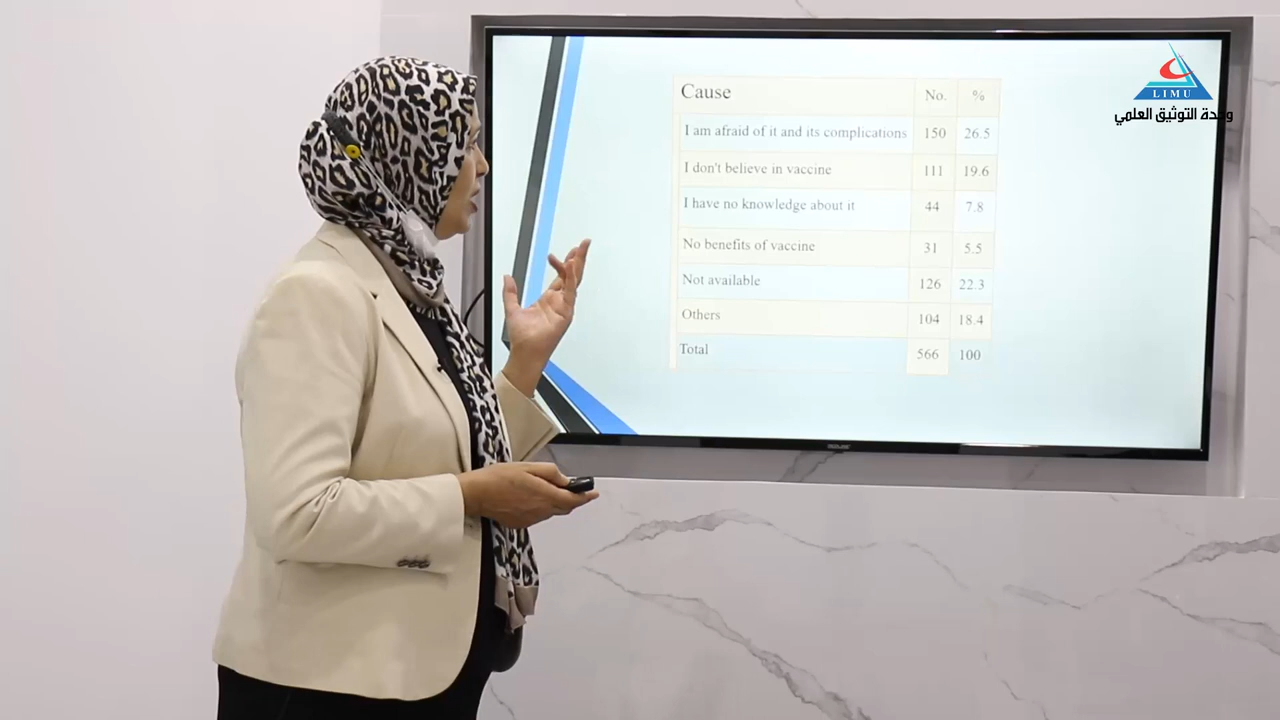 LIMU
وحدة التوثيق العلمي
Cause No. %
I am afraid of it and its complications 150 26.5
I don't believe in vaccine 111 19.6
I have no knowledge about it 44 7.8
No benefits of vaccine 31 5.5
Not available 126 22.3
Others 104 18.4
Total 566 100